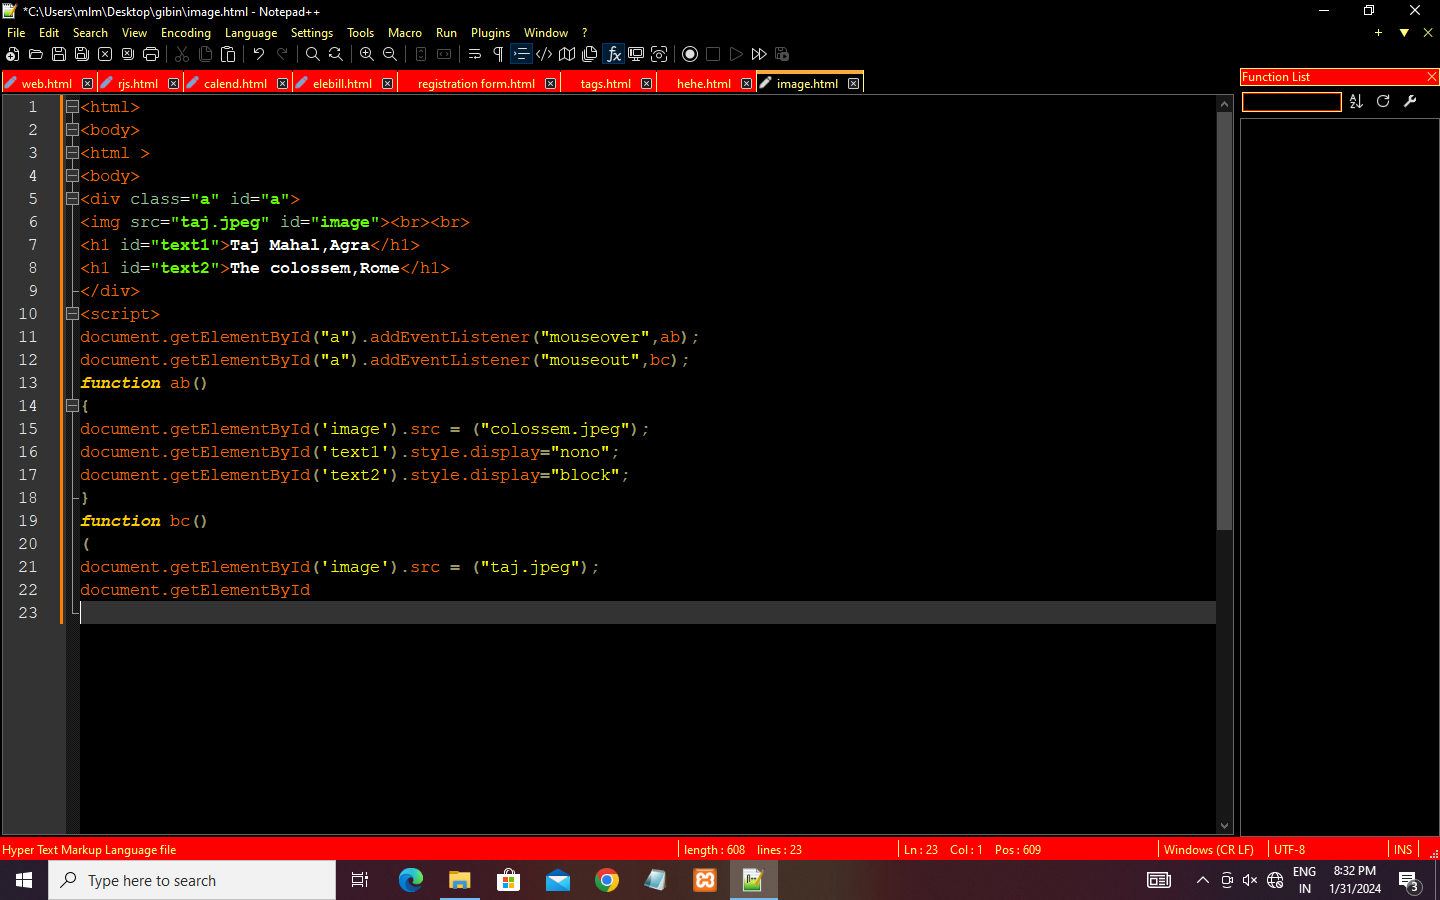 *C:\Users\mlm\Desktop\gibin\image.html - Notepad++
File Edit Search View Encoding Language Settings Tools Macro Run Plugins Window ?
web.html rjs.html calend.html elebill.html registration form.html tags.html hehe.html image.html
Function List
1 <html>
2 <body>
3 <html >
4 <body>
5 <div class="a" id="a">
6 <img src="taj.jpeg" id="image"><br><br>
7 <h1 id="text1">Taj Mahal,Agra</h1>
8 <h1 id="text2">The colossem,Rome</h1>
9 </div>
10 <script>
11 document.getElementById("a").addEventListener("mouseover",ab);
12 document.getElementById("a").addEventListener("mouseout",bc);
13 function ab()
14 {
15 document.getElementById('image').src = ("colossem.jpeg");
16 document.getElementById('text1').style.display="nono";
17 document.getElementById('text2').style.display="block";
18 }
19 function bc()
20 (
21 document.getElementById('image').src = ("taj.jpeg");
22 document.getElementById
23
Hyper Text Markup Language file length : 608 lines : 23 Ln : 23 Col : 1 Pos : 609 Windows (CR LF) UTF-8 INS
Type here to search
ENG
IN
8:32 PM
1/31/2024
3